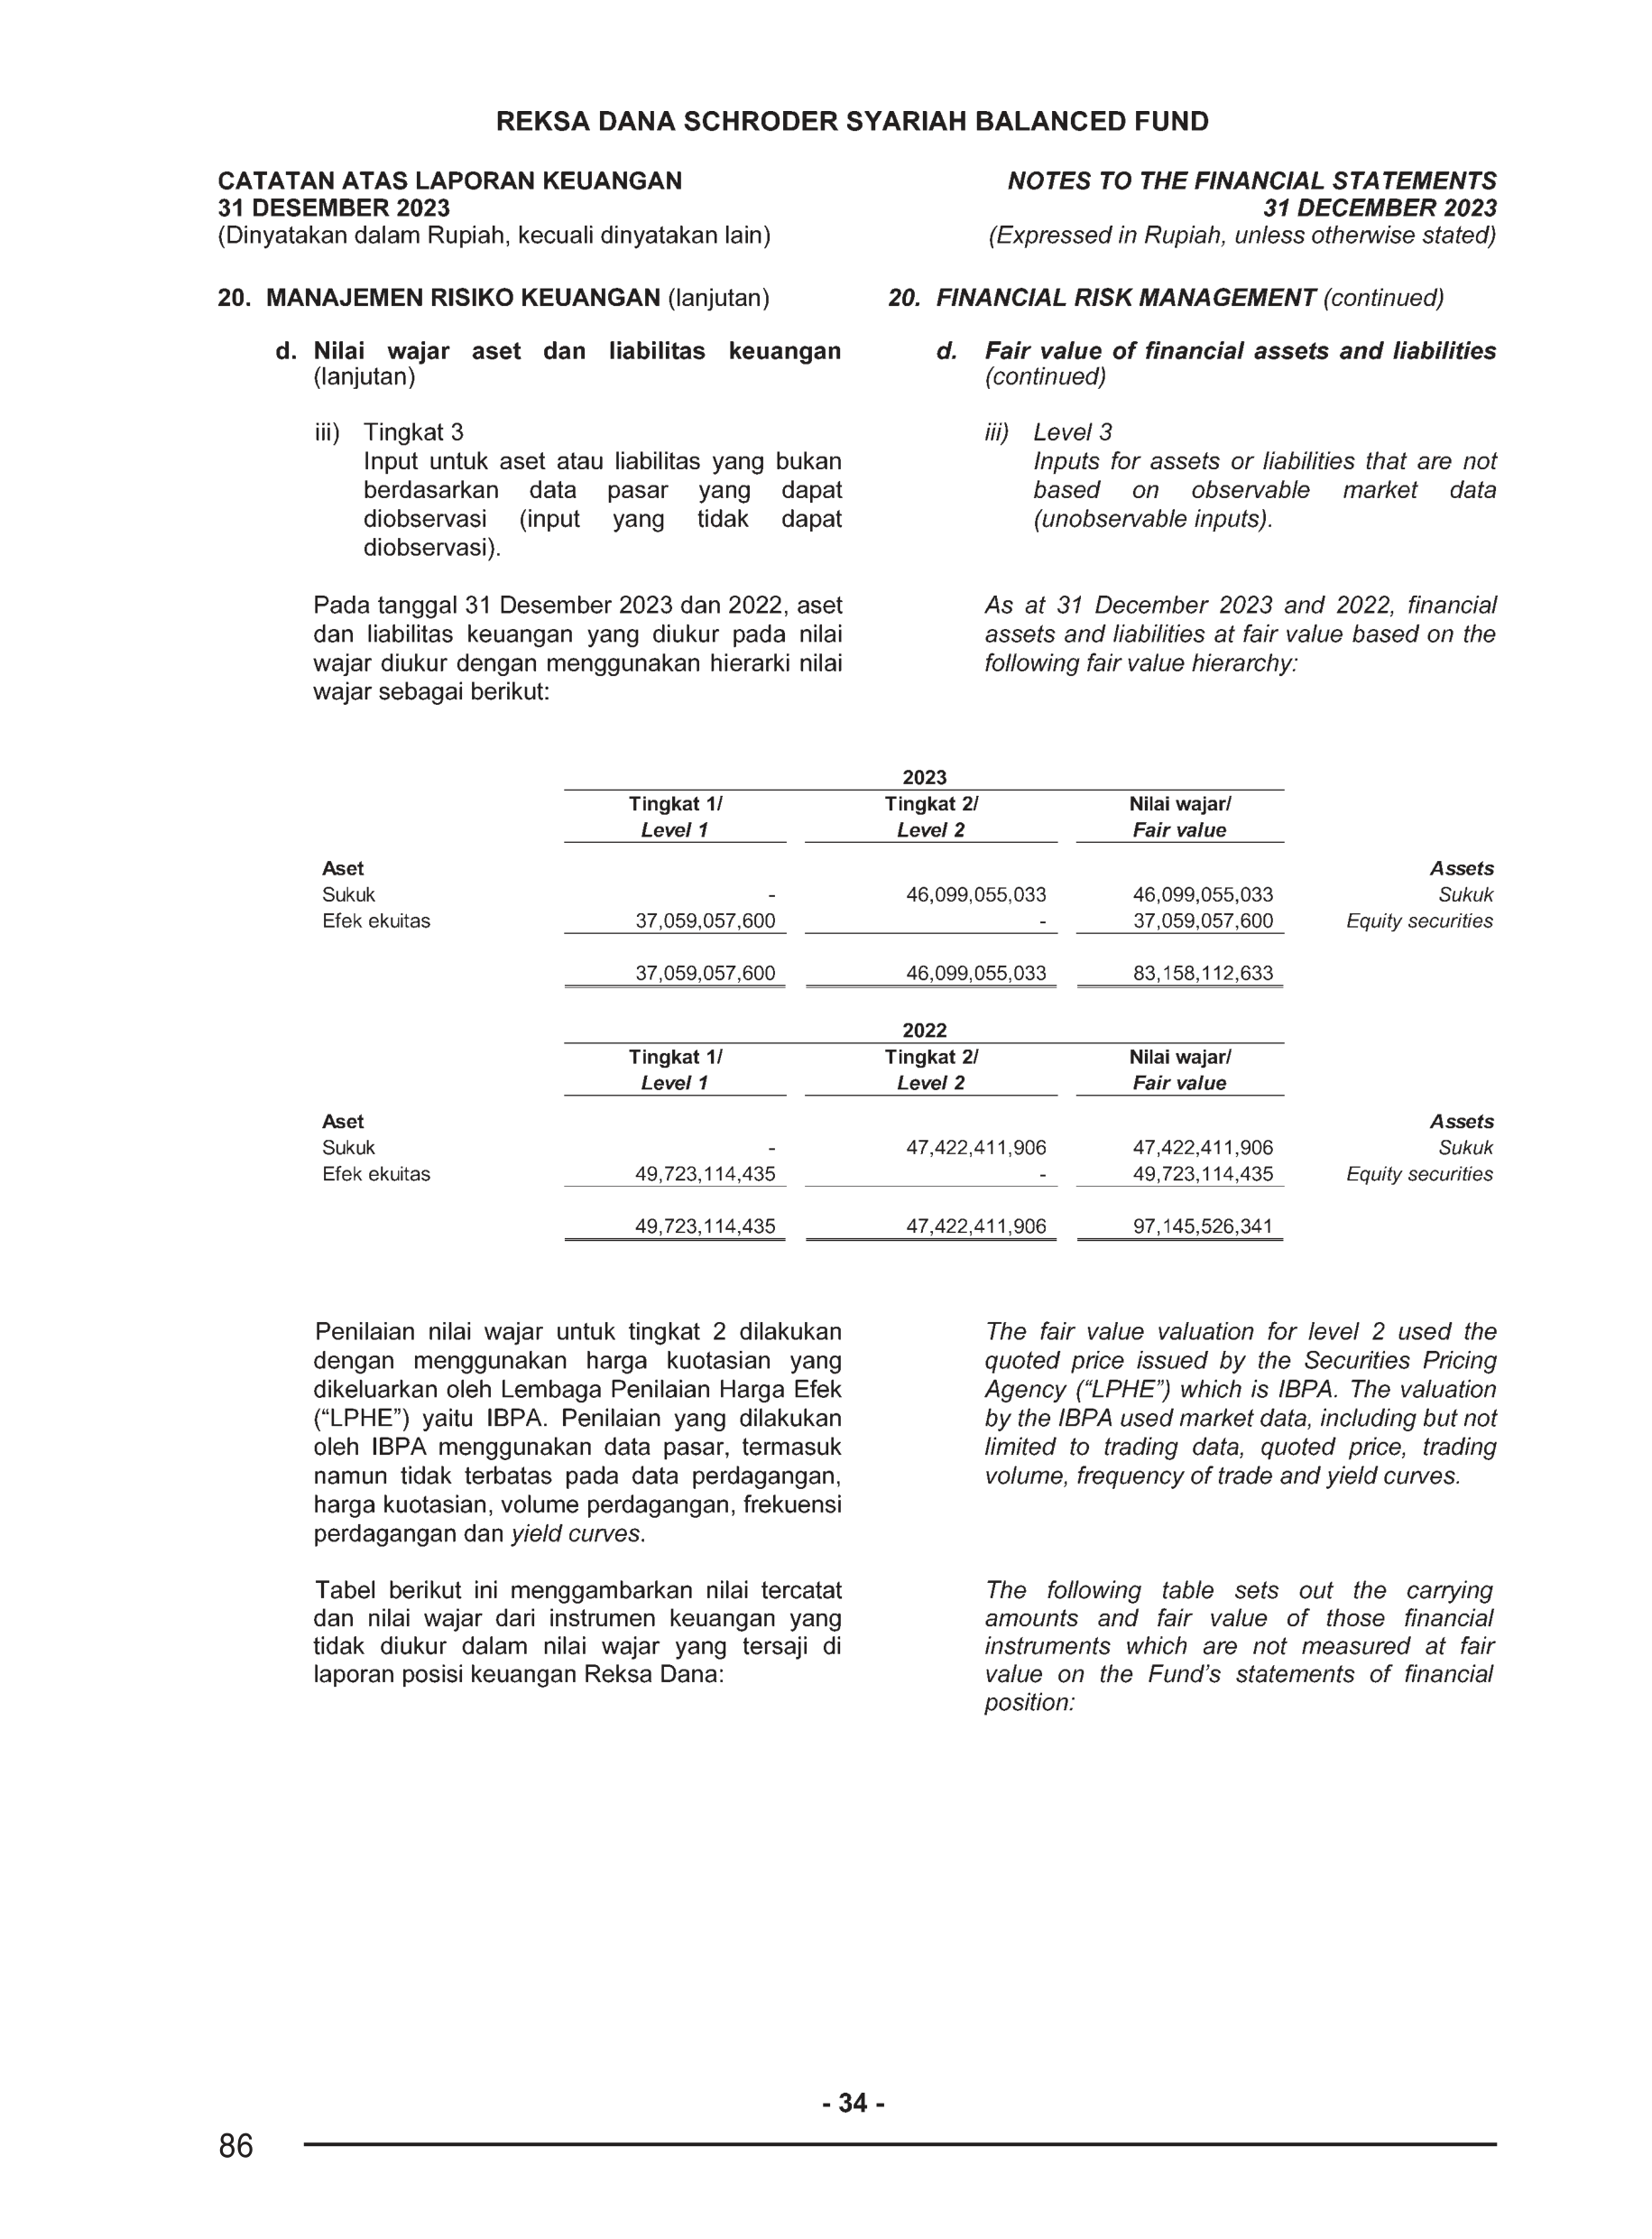 REKSA DANA SCHRODER SYARIAH BALANCED FUND
CATATAN ATAS LAPORAN KEUANGAN
31 DESEMBER 2023
(Dinyatakan dalam Rupiah, kecuali dinyatakan lain)
NOTES TO THE FINANCIAL STATEMENTS
31 DECEMBER 2023
(Expressed in Rupiah, unless otherwise stated)
20. MANAJEMEN RISIKO KEUANGAN (lanjutan)
20. FINANCIAL RISK MANAGEMENT (continued)
d. Nilai wajar aset dan liabilitas keuangan
(lanjutan)
d. Fair value of financial assets and liabilities
(continued)
iii) Tingkat 3
Input untuk aset atau liabilitas yang bukan
berdasarkan data pasar yang dapat
diobservasi (input yang tidak dapat
diobservasi).
iii) Level 3
Inputs for assets or liabilities that are not
based on observable market data
(unobservable inputs).
Pada tanggal 31 Desember 2023 dan 2022, aset
dan liabilitas keuangan yang diukur pada nilai
wajar diukur dengan menggunakan hierarki nilai
wajar sebagai berikut:
As at 31 December 2023 and 2022, financial
assets and liabilities at fair value based on the
following fair value hierarchy:
2023
Tingkat 1/ Tingkat 2/ Nilai wajar/
Level 1 Level 2 Fair value
Aset Assets
Sukuk - 46,099,055,033 46,099,055,033 Sukuk
Efek ekuitas 37,059,057,600 - 37,059,057,600 Equity securities
37,059,057,600 46,099,055,033 83,158,112,633
2022
Tingkat 1/ Tingkat 2/ Nilai wajar/
Level 1 Level 2 Fair value
Aset Assets
Sukuk - 47,422,411,906 47,422,411,906 Sukuk
Efek ekuitas 49,723,114,435 - 49,723,114,435 Equity securities
49,723,114,435 47,422,411,906 97,145,526,341
Penilaian nilai wajar untuk tingkat 2 dilakukan
dengan menggunakan harga kuotasian yang
dikeluarkan oleh Lembaga Penilaian Harga Efek
(“LPHE”) yaitu IBPA. Penilaian yang dilakukan
oleh IBPA menggunakan data pasar, termasuk
namun tidak terbatas pada data perdagangan,
harga kuotasian, volume perdagangan, frekuensi
perdagangan dan yield curves.
The fair value valuation for level 2 used the
quoted price issued by the Securities Pricing
Agency (“LPHE”) which is IBPA. The valuation
by the IBPA used market data, including but not
limited to trading data, quoted price, trading
volume, frequency of trade and yield curves.
Tabel berikut ini menggambarkan nilai tercatat
dan nilai wajar dari instrumen keuangan yang
tidak diukur dalam nilai wajar yang tersaji di
laporan posisi keuangan Reksa Dana:
The following table sets out the carrying
amounts and fair value of those financial
instruments which are not measured at fair
value on the Fund’s statements of financial
position:
- 34 -
86